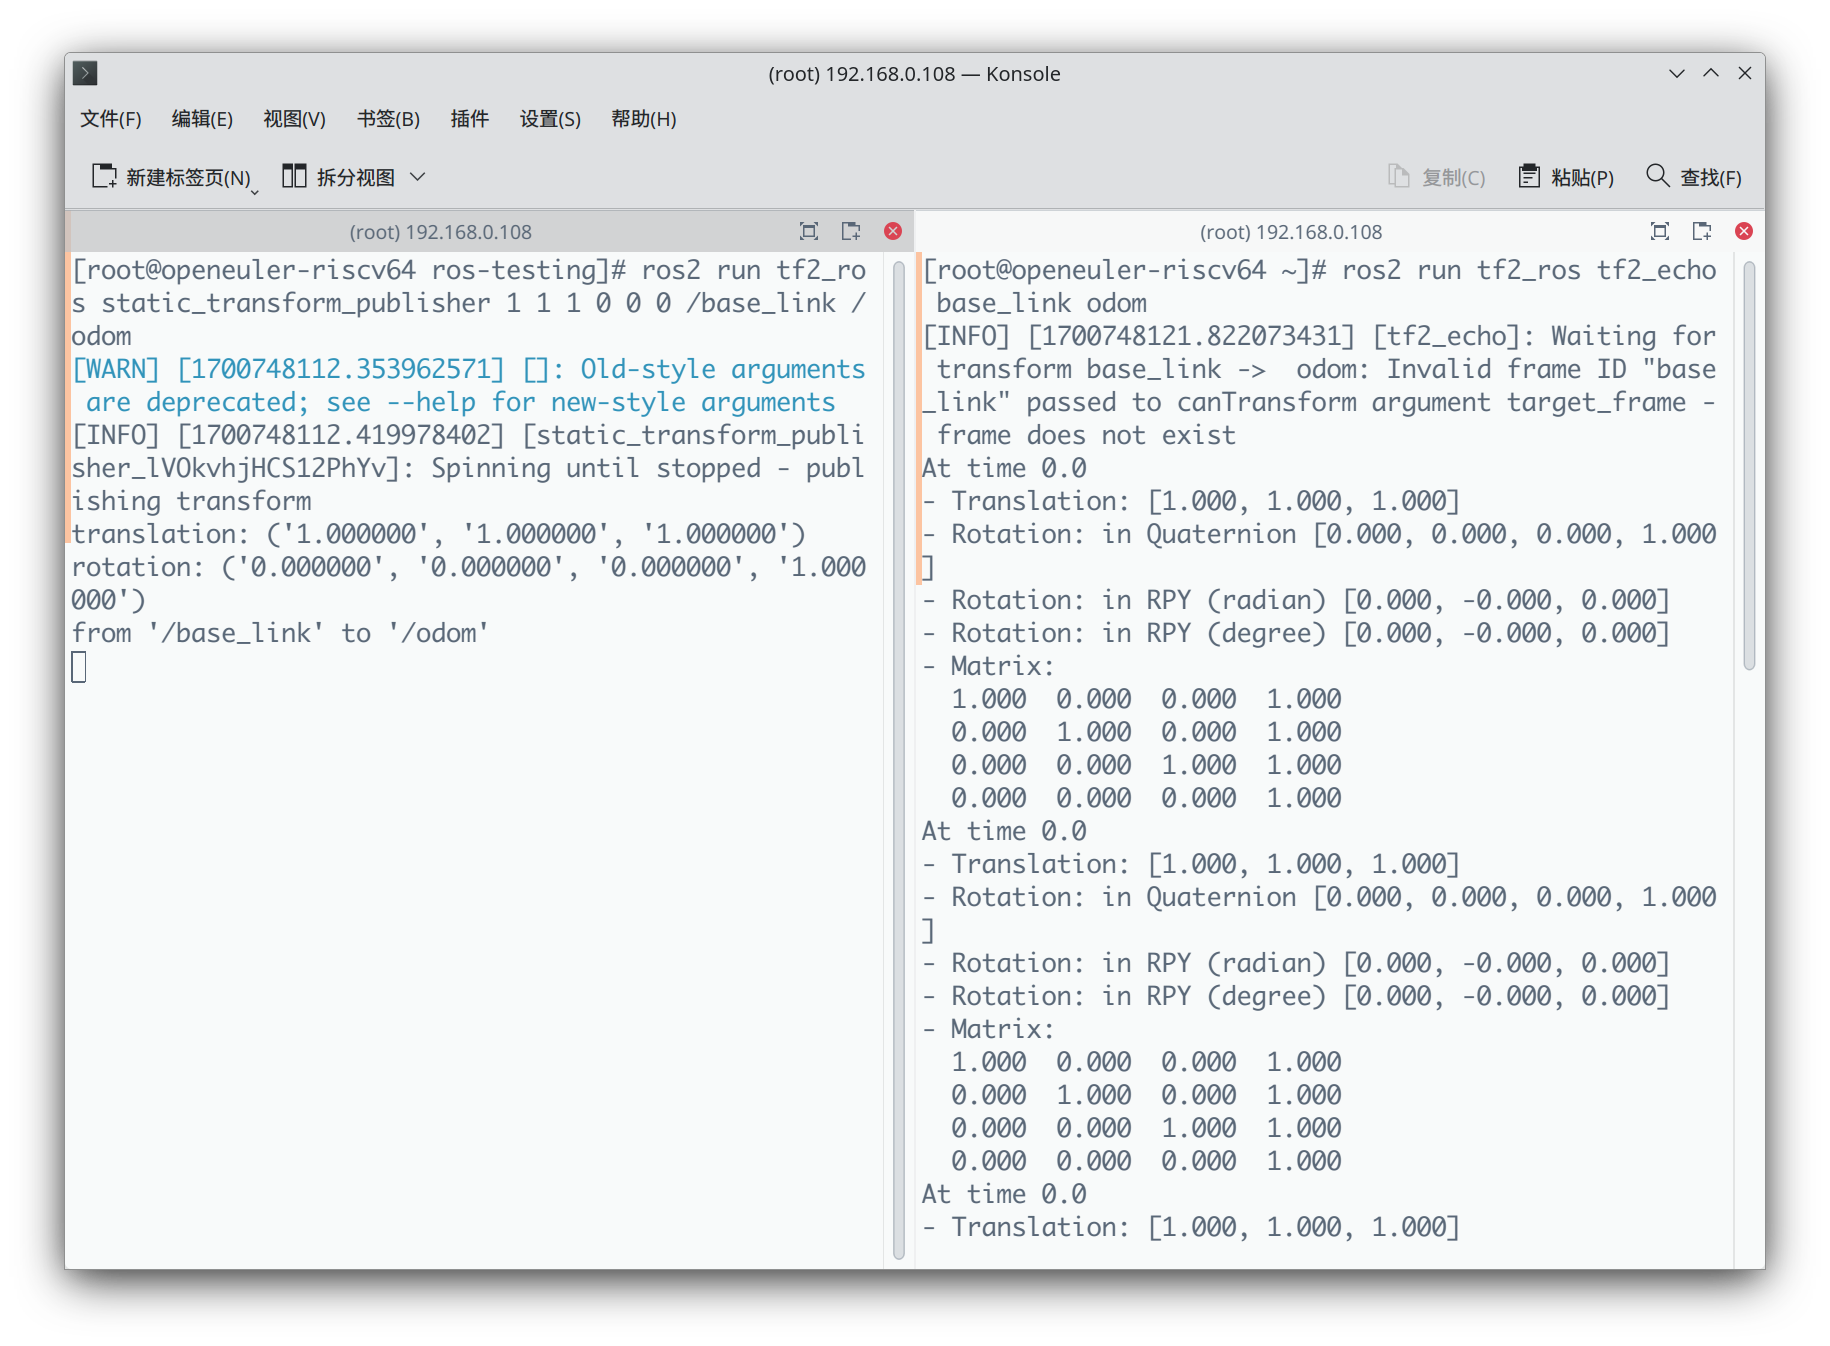 (root) 192.168.0.108 — Konsole
文件(F) 编辑(E) 视图(V) 书签(B) 插件 设置(S) 帮助(H)
新建标签页(N) 拆分视图 复制(C) 粘贴(P) 查找(F)
(root) 192.168.0.108
[root@openeuler-riscv64 ros-testing]# ros2 run tf2_ro
s static_transform_publisher 1 1 1 0 0 0 /base_link /
odom
[WARN] [1700748112.353962571] []: Old-style arguments
 are deprecated; see --help for new-style arguments
[INFO] [1700748112.419978402] [static_transform_publi
sher_lVOkvhjHCS12PhYv]: Spinning until stopped - publ
ishing transform
translation: ('1.000000', '1.000000', '1.000000')
rotation: ('0.000000', '0.000000', '0.000000', '1.000
000')
from '/base_link' to '/odom'
(root) 192.168.0.108
[root@openeuler-riscv64 ~]# ros2 run tf2_ros tf2_echo
 base_link odom
[INFO] [1700748121.822073431] [tf2_echo]: Waiting for
 transform base_link ->  odom: Invalid frame ID "base
_link" passed to canTransform argument target_frame -
 frame does not exist
At time 0.0
- Translation: [1.000, 1.000, 1.000]
- Rotation: in Quaternion [0.000, 0.000, 0.000, 1.000
]
- Rotation: in RPY (radian) [0.000, -0.000, 0.000]
- Rotation: in RPY (degree) [0.000, -0.000, 0.000]
- Matrix:
  1.000  0.000  0.000  1.000
  0.000  1.000  0.000  1.000
  0.000  0.000  1.000  1.000
  0.000  0.000  0.000  1.000
At time 0.0
- Translation: [1.000, 1.000, 1.000]
- Rotation: in Quaternion [0.000, 0.000, 0.000, 1.000
]
- Rotation: in RPY (radian) [0.000, -0.000, 0.000]
- Rotation: in RPY (degree) [0.000, -0.000, 0.000]
- Matrix:
  1.000  0.000  0.000  1.000
  0.000  1.000  0.000  1.000
  0.000  0.000  1.000  1.000
  0.000  0.000  0.000  1.000
At time 0.0
- Translation: [1.000, 1.000, 1.000]